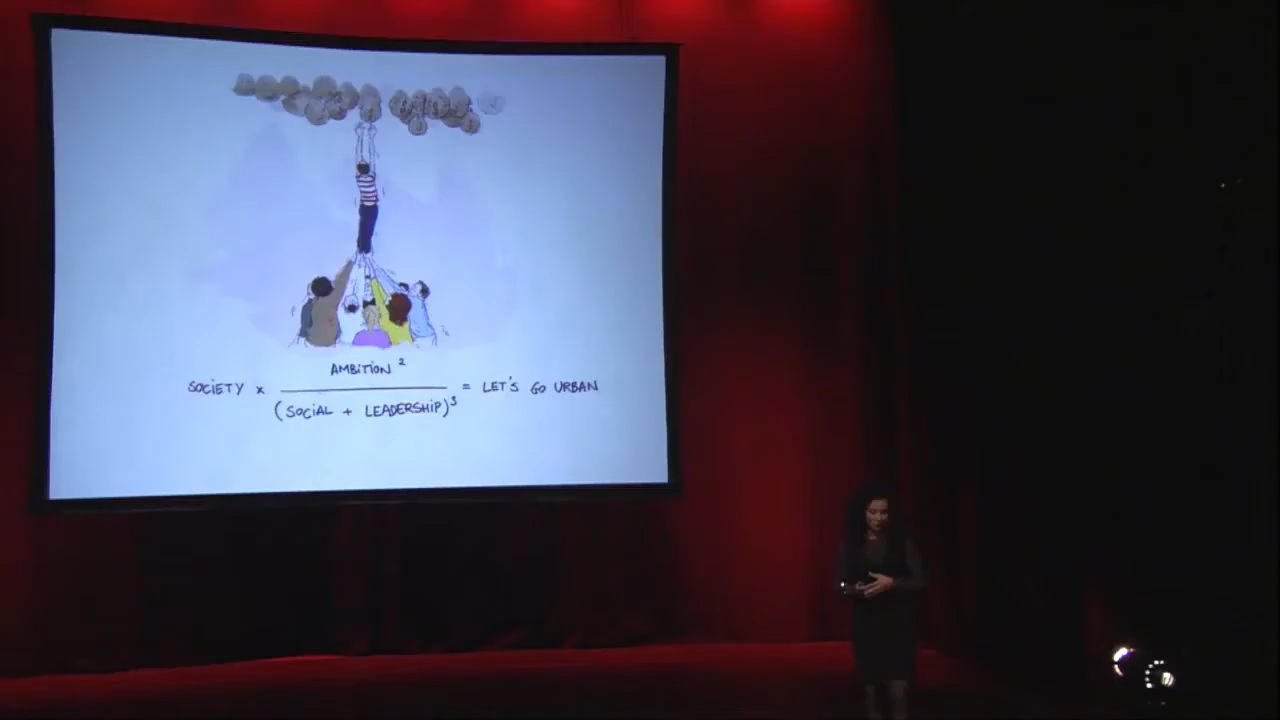 SOCIETY x AMBITION ² = LET'S GO URBAN
(SOCIAL + LEADERSHIP)³